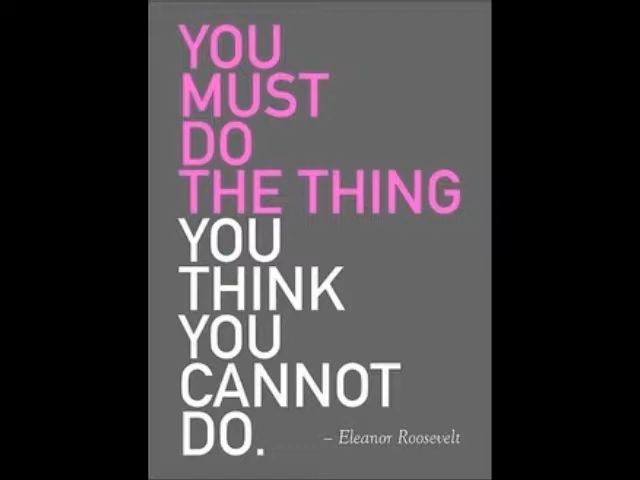 YOU
MUST
DO
THE THING
YOU
THINK
YOU
CANNOT
DO.
– Eleanor Roosevelt